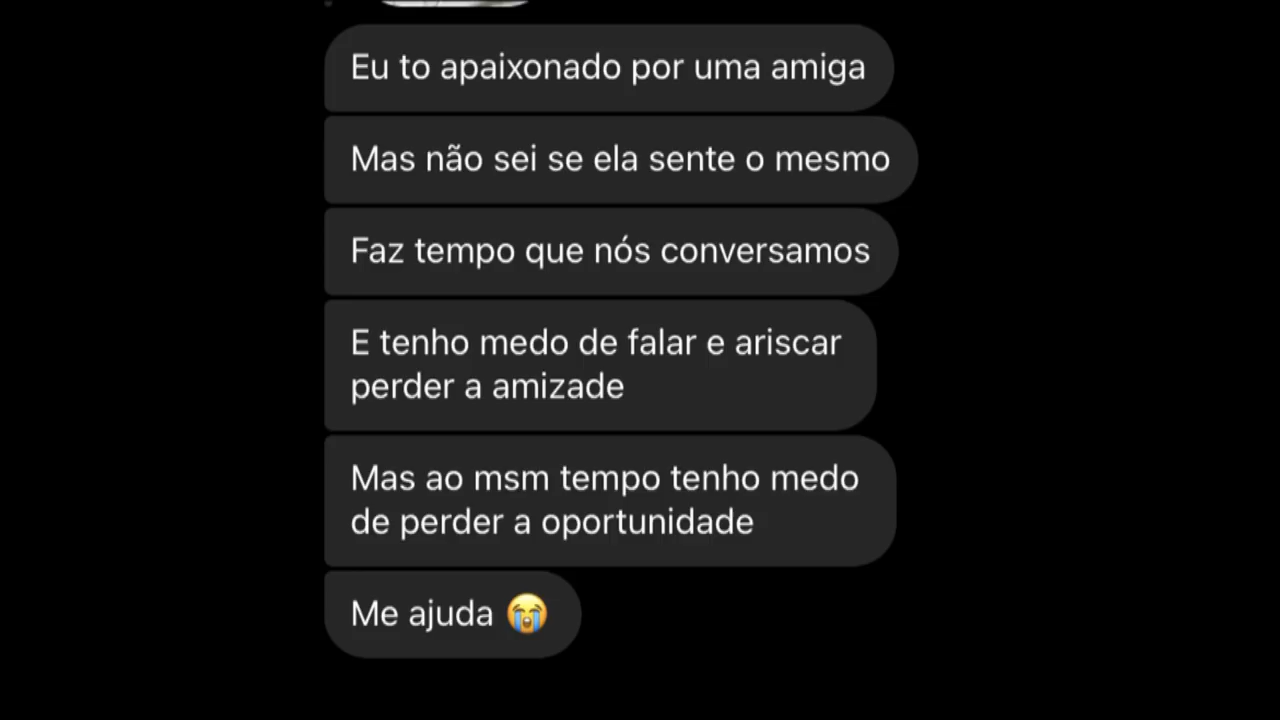 Eu to apaixonado por uma amiga
Mas não sei se ela sente o mesmo
Faz tempo que nós conversamos
E tenho medo de falar e ariscar
perder a amizade
Mas ao msm tempo tenho medo
de perder a oportunidade
Me ajuda 😭